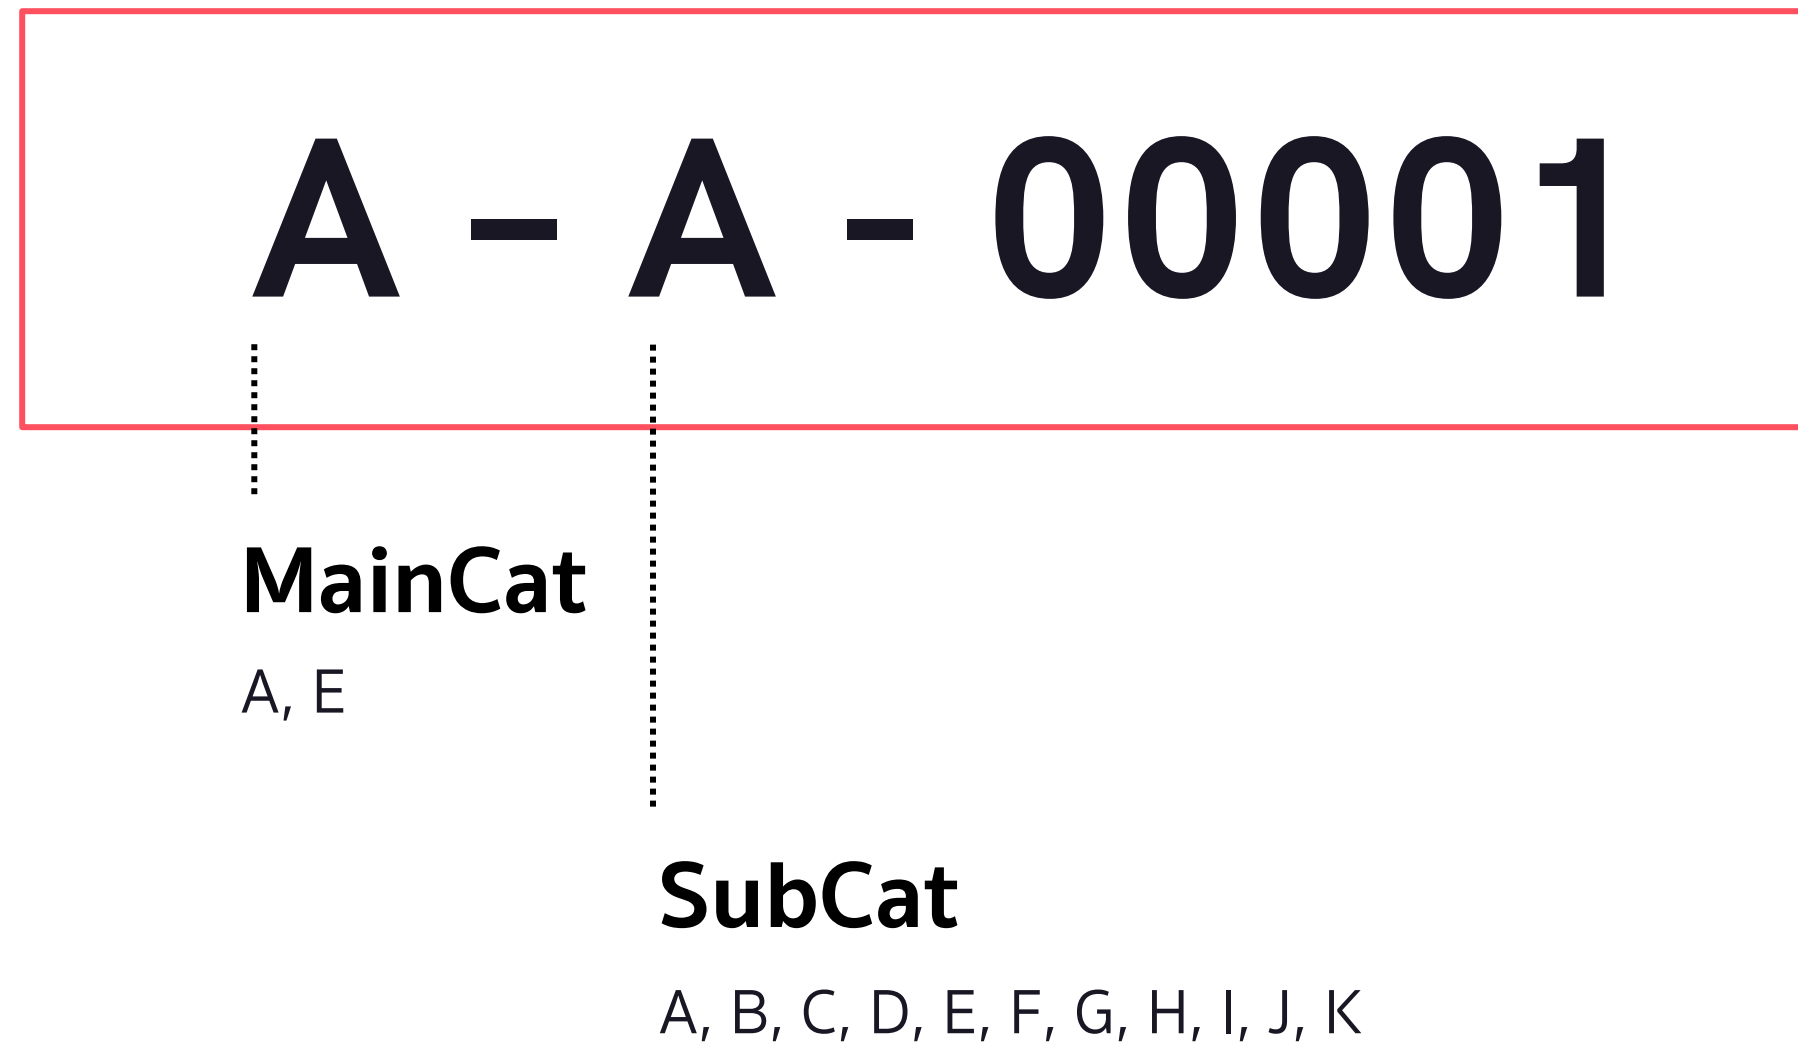 A – A - 00001
MainCat
A, E
SubCat
A, B, C, D, E, F, G, H, I, J, K